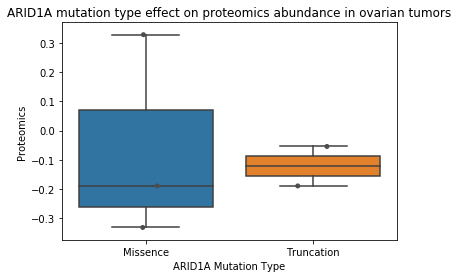 ARID1A mutation type effect on proteomics abundance in ovarian tumors
Proteomics
0.3
0.2
0.1
0.0
−0.1
−0.2
−0.3
Missence
Truncation
ARID1A Mutation Type